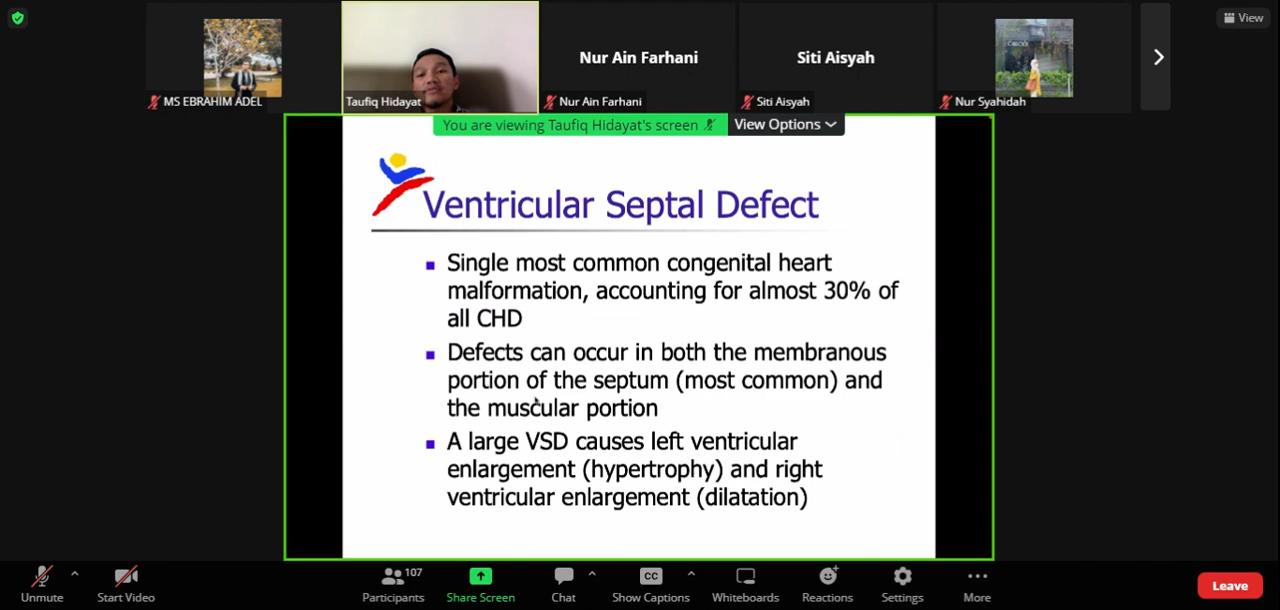 View
Nur Ain Farhani
Siti Aisyah
MS EBRAHIM ADEL
Taufiq Hidayat
Nur Ain Farhani
Siti Aisyah
Nur Syahidah
You are viewing Taufiq Hidayat's screen
View Options
Ventricular Septal Defect
Single most common congenital heart
malformation, accounting for almost 30% of
all CHD
Defects can occur in both the membranous
portion of the septum (most common) and
the muscular portion
A large VSD causes left ventricular
enlargement (hypertrophy) and right
ventricular enlargement (dilatation)
107
CC
Unmute
Start Video
Participants
Share Screen
Chat
Show Captions
Whiteboards
Reactions
Settings
More
Leave